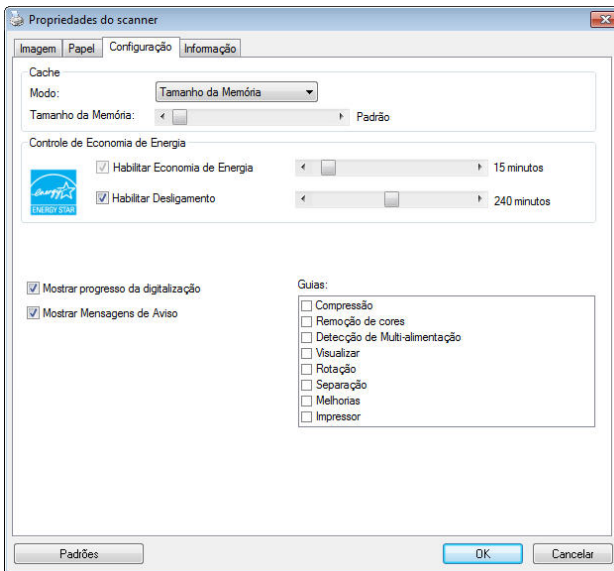 Propriedades do scanner
Imagem Papel Configuração Informação
Cache
Modo: Tamanho da Memória
Tamanho da Memória: Padrão
Controle de Economia de Energia
Habilitar Economia de Energia 15 minutos
energy
ENERGY STAR
Habilitar Desligamento 240 minutos
Mostrar progresso da digitalização
Mostrar Mensagens de Aviso
Guias:
Compressão
Remoção de cores
Detecção de Multi-alimentação
Visualizar
Rotação
Separação
Melhorias
Impressor
Padrões OK Cancelar